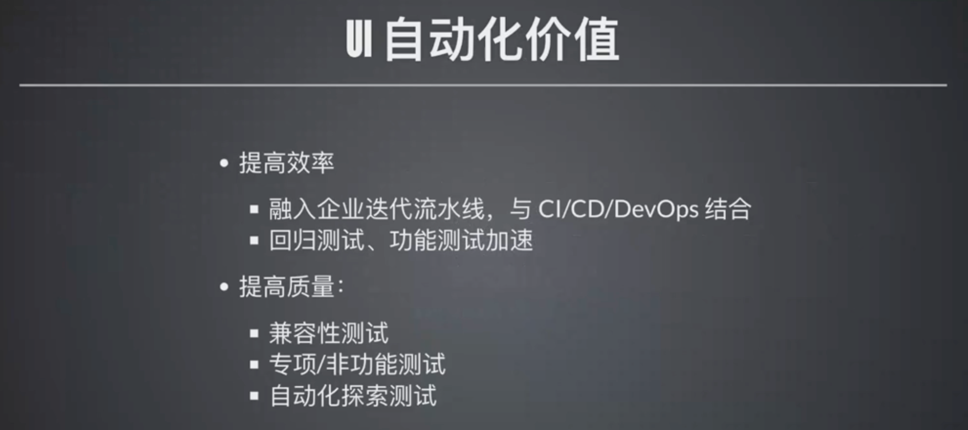 UI 自动化价值
• 提高效率
▪ 融入企业迭代流水线，与 CI/CD/DevOps 结合
▪ 回归测试、功能测试加速
• 提高质量：
▪ 兼容性测试
▪ 专项/非功能测试
▪ 自动化探索测试